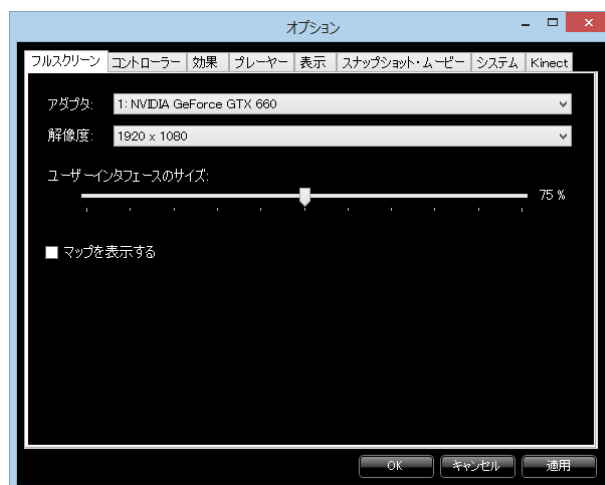 オプション
フルスクリーン コントローラー 効果 プレーヤー 表示 スナップショット・ムービー システム Kinect
アダプタ: 1: NVIDIA GeForce GTX 660
解像度: 1920 x 1080
ユーザーインタフェースのサイズ:
75 %
マップを表示する
OK キャンセル 適用